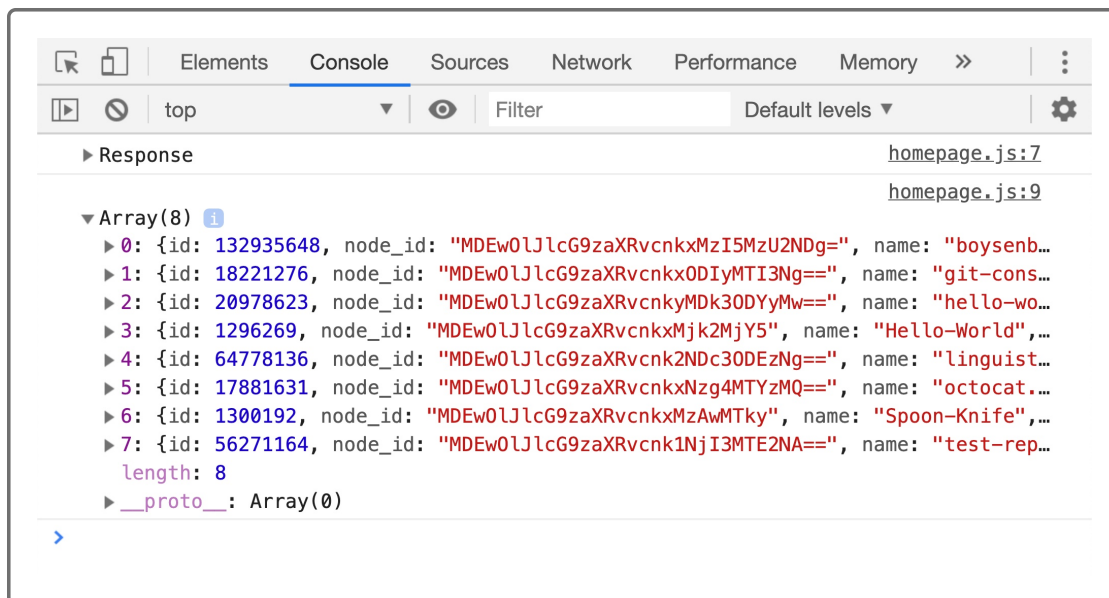 Elements Console Sources Network Performance Memory »
top Filter Default levels
Response homepage.js:7
homepage.js:9
Array(8) i
0: {id: 132935648, node_id: "MDEwOlJlcG9zaXRvcnkxMzI5MzU2NDg=", name: "boysenb…
1: {id: 18221276, node_id: "MDEwOlJlcG9zaXRvcnkxODIyMTI3Ng==", name: "git-cons…
2: {id: 20978623, node_id: "MDEwOlJlcG9zaXRvcnkyMDk3ODYyMw==", name: "hello-wo…
3: {id: 1296269, node_id: "MDEwOlJlcG9zaXRvcnkxMjk2MjY5", name: "Hello-World",…
4: {id: 64778136, node_id: "MDEwOlJlcG9zaXRvcnk2NDc3ODEzNg==", name: "linguist…
5: {id: 17881631, node_id: "MDEwOlJlcG9zaXRvcnkxNzg4MTYzMQ==", name: "octocat.…
6: {id: 1300192, node_id: "MDEwOlJlcG9zaXRvcnkxMzAwMTky", name: "Spoon-Knife",…
7: {id: 56271164, node_id: "MDEwOlJlcG9zaXRvcnk1NjI3MTE2NA==", name: "test-rep…
length: 8
__proto__: Array(0)